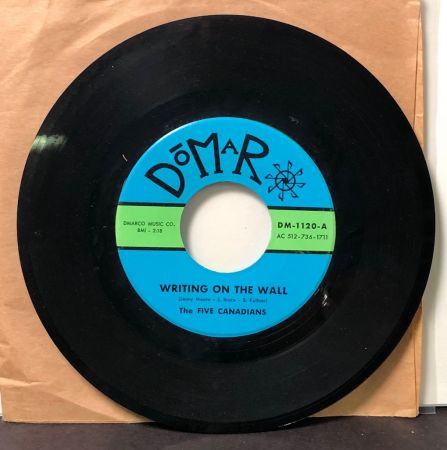 DōMaR
DMARCO MUSIC CO.
BMI - 2:18
DM-1120-A
AC 512-736-1711
WRITING ON THE WALL
The FIVE CANADIANS